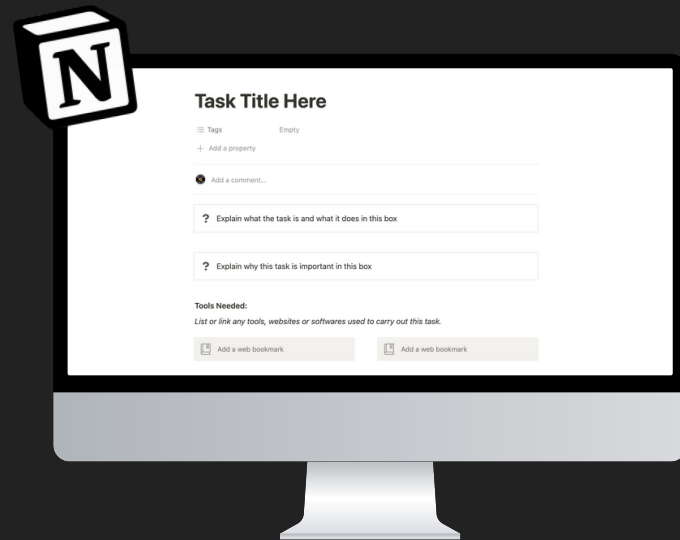 N
Task Title Here
Tags Empty
Add a property
Add a comment...
? Explain what the task is and what it does in this box
? Explain why this task is important in this box
Tools Needed:
List or link any tools, websites or softwares used to carry out this task.
Add a web bookmark Add a web bookmark